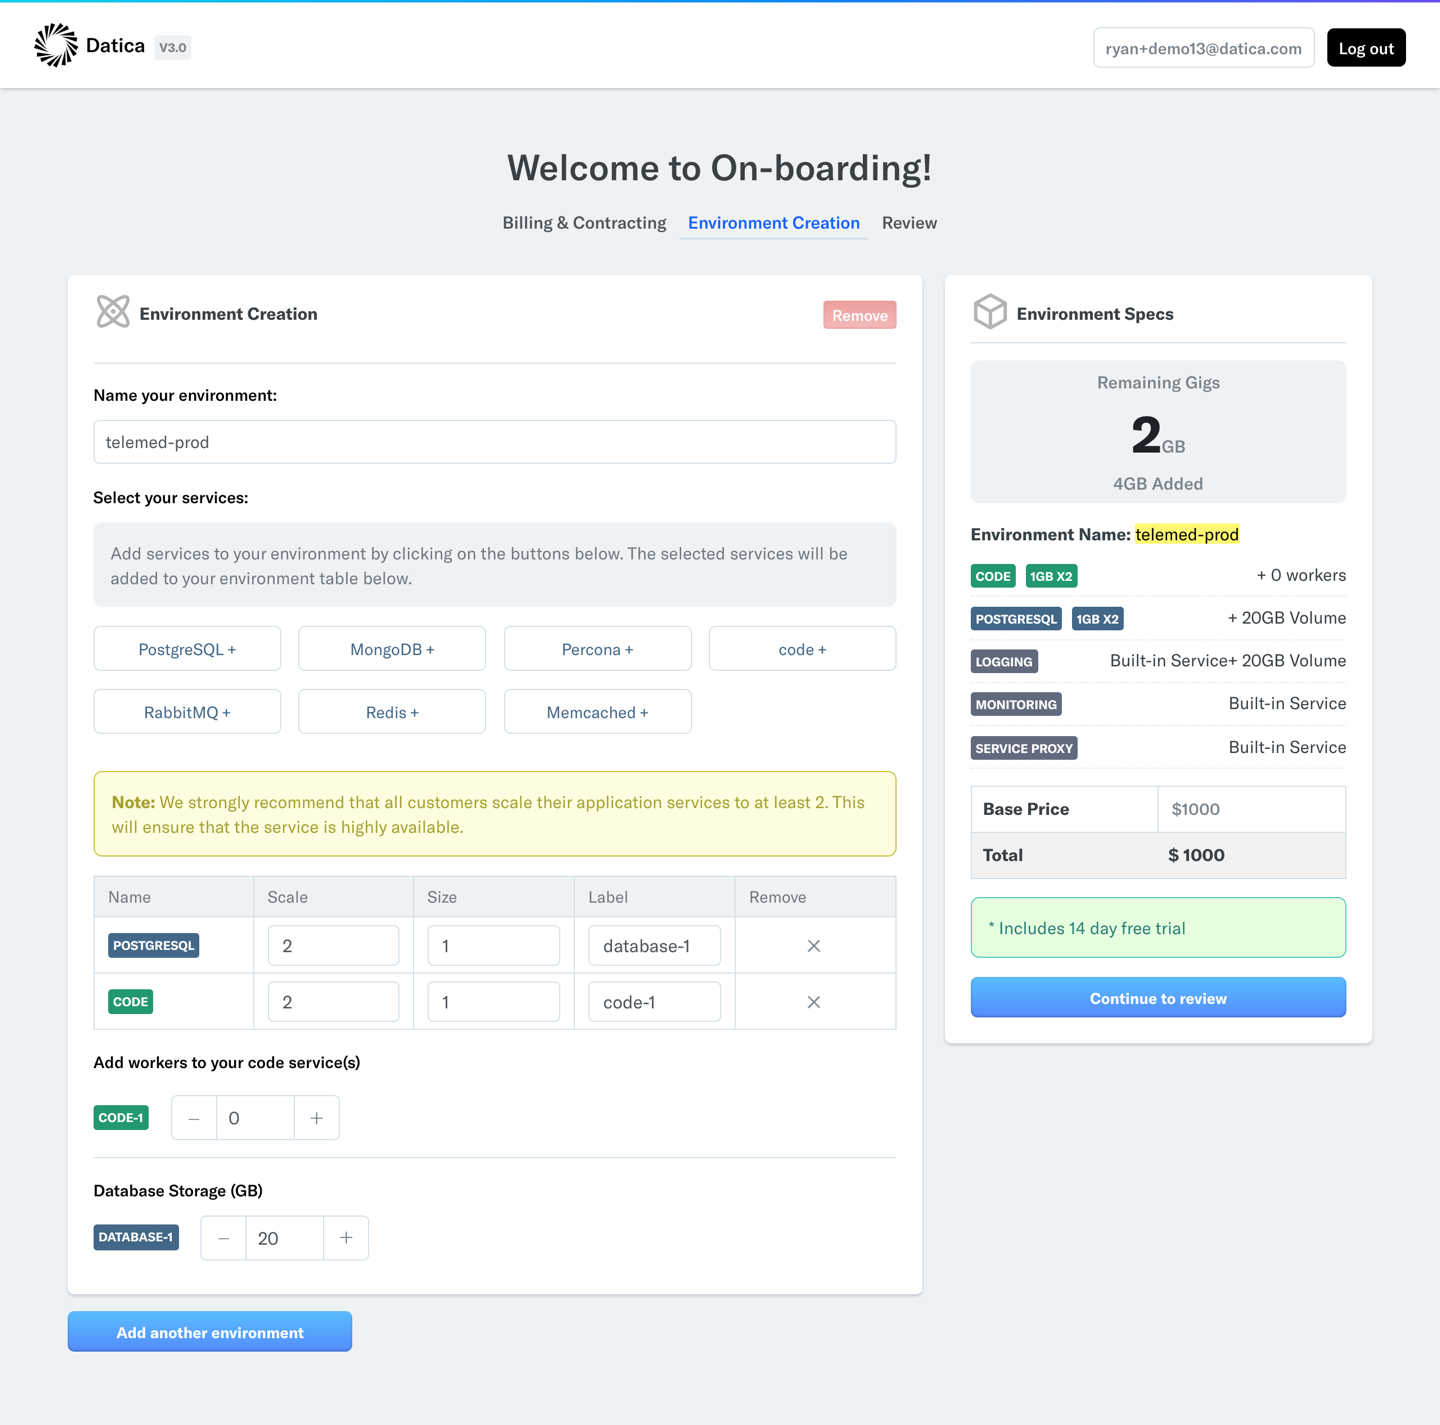 Datica V3.0
ryan+demo13@datica.com
Log out
Welcome to On-boarding!
Billing & Contracting
Environment Creation
Review
Environment Creation
Remove
Name your environment:
telemed-prod
Select your services:
Add services to your environment by clicking on the buttons below. The selected services will be
added to your environment table below.
PostgreSQL +
MongoDB +
Percona +
code +
RabbitMQ +
Redis +
Memcached +
Note: We strongly recommend that all customers scale their application services to at least 2. This
will ensure that the service is highly available.
Name Scale Size Label Remove
POSTGRESQL 2 1 database-1 ×
CODE 2 1 code-1 ×
Add workers to your code service(s)
CODE-1 − 0 +
Database Storage (GB)
DATABASE-1 − 20 +
Add another environment
Environment Specs
Remaining Gigs
2GB
4GB Added
Environment Name: telemed-prod
CODE 1GB X2 + 0 workers
POSTGRESQL 1GB X2 + 20GB Volume
LOGGING Built-in Service+ 20GB Volume
MONITORING Built-in Service
SERVICE PROXY Built-in Service
Base Price $1000
Total $ 1000
* Includes 14 day free trial
Continue to review